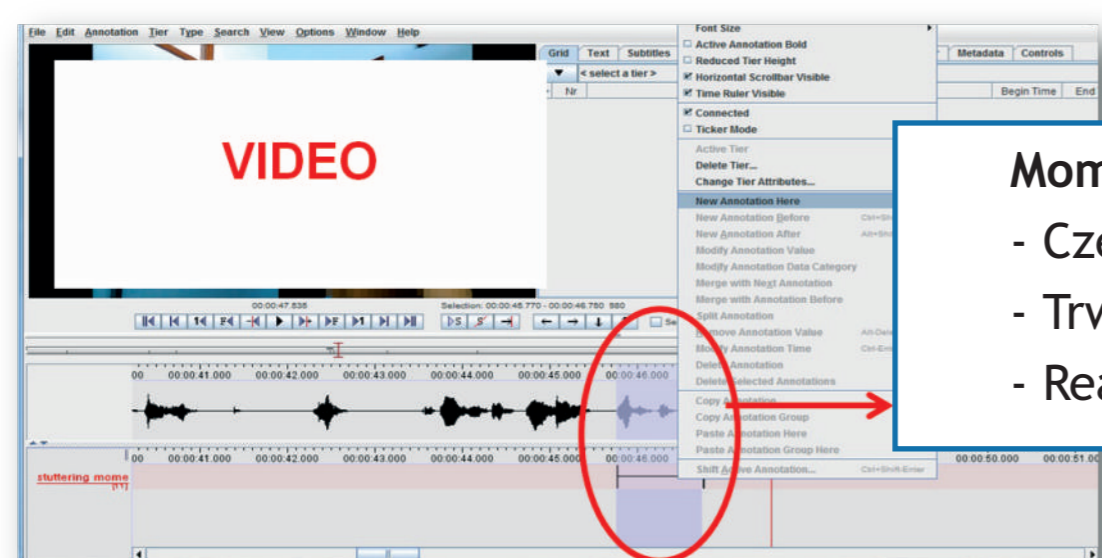 File Edit Annotation Tier Type Search View Options Window Help
VIDEO
Grid Text Subtitles
< select a tier >
Nr
Metadata Controls
Begin Time End
Font Size
Active Annotation Bold
Reduced Tier Height
Horizontal Scrollbar Visible
Time Ruler Visible
Connected
Ticker Mode
Active Tier
Delete Tier...
Change Tier Attributes...
New Annotation Here
New Annotation Before
New Annotation After
Modify Annotation Value
Modify Annotation Data Category
Merge with Next Annotation
Merge with Annotation Before
Split Annotation
Remove Annotation Value
Modify Annotation Time
Delete Annotation
Delete Selected Annotations
Copy Annotation
Copy Annotation Group
Paste Annotation Here
Paste Annotation Group Here
Shift Active Annotation... Ctrl+Shift-Enter
Mom
- Cze
- Trw
- Rea
00:00:47.838
Selection: 00:00:45.770 - 00:00:46.760 980
00 00:00:41.000 00:00:42.000 00:00:43.000 00:00:44.000 00:00:45.000 00:00:46.000
00 00:00:41.000 00:00:42.000 00:00:43.000 00:00:44.000 00:00:45.000 00:00:46.000
00:00:50.000 00:00:51.00
stuttering mome
[11]